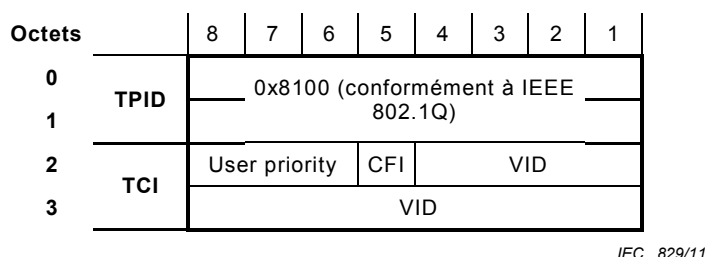 Octets 8 7 6 5 4 3 2 1
0
TPID
0x8100 (conformément à IEEE
802.1Q)
1
2 User priority CFI VID
TCI
3 VID
IEC 829/11